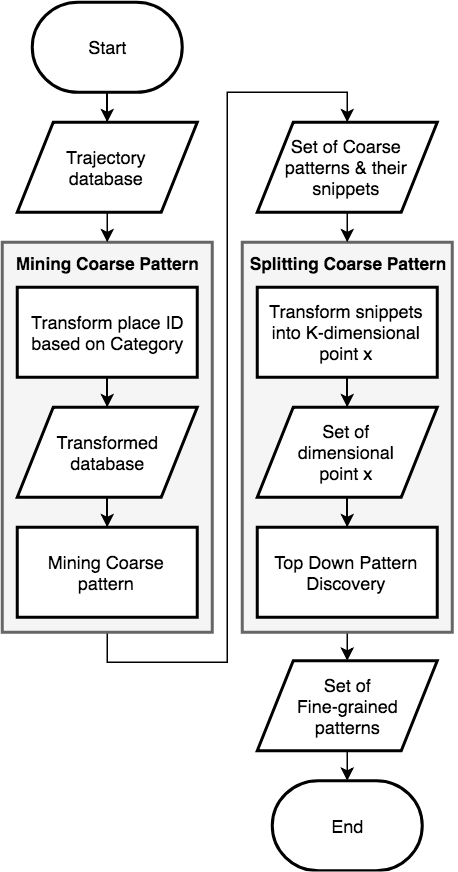 Start
Trajectory
database
Mining Coarse Pattern
Transform place ID
based on Category
Transformed
database
Mining Coarse
pattern
Set of Coarse
patterns & their
snippets
Splitting Coarse Pattern
Transform snippets
into K-dimensional
point x
Set of
dimensional
point x
Top Down Pattern
Discovery
Set of
Fine-grained
patterns
End